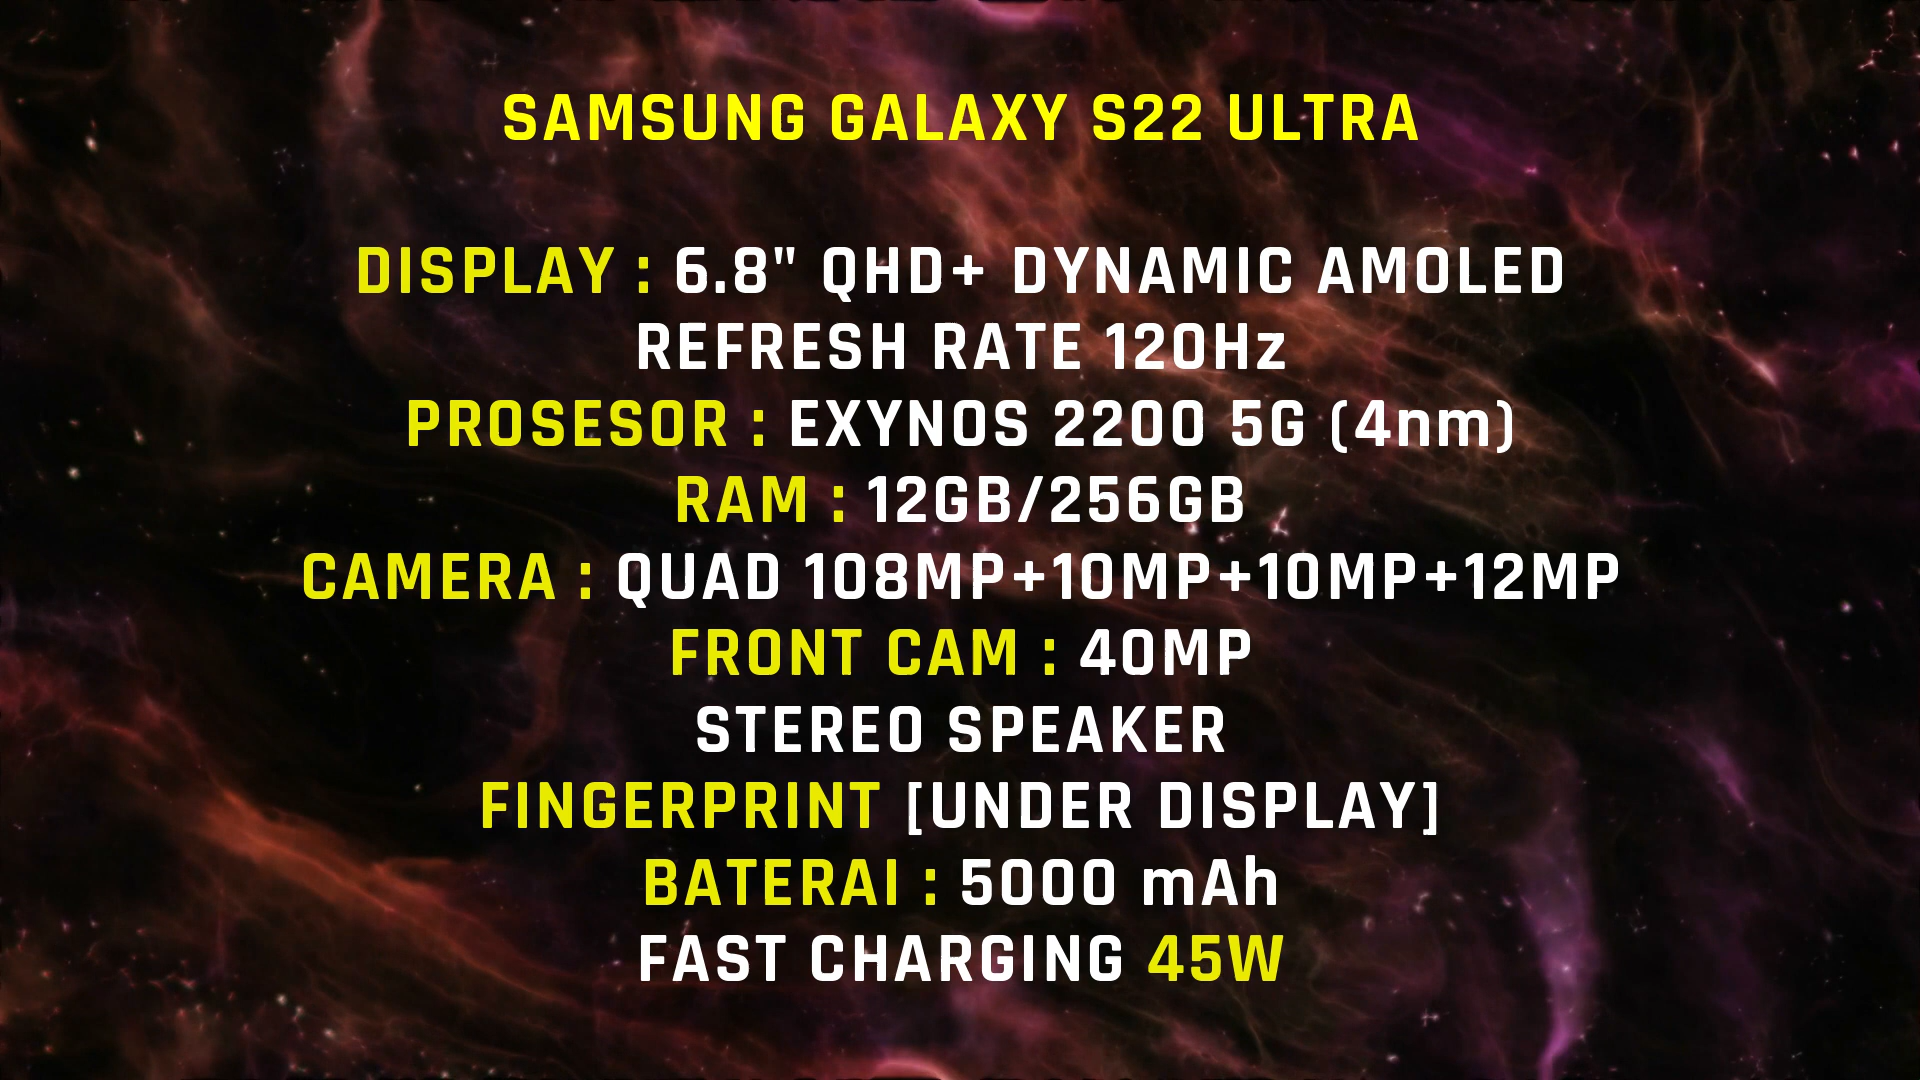 SAMSUNG GALAXY S22 ULTRA
DISPLAY : 6.8" QHD+ DYNAMIC AMOLED
REFRESH RATE 120Hz
PROSESOR : EXYNOS 2200 5G (4nm)
RAM : 12GB/256GB
CAMERA : QUAD 108MP+10MP+10MP+12MP
FRONT CAM : 40MP
STEREO SPEAKER
FINGERPRINT [UNDER DISPLAY]
BATERAI : 5000 mAh
FAST CHARGING 45W